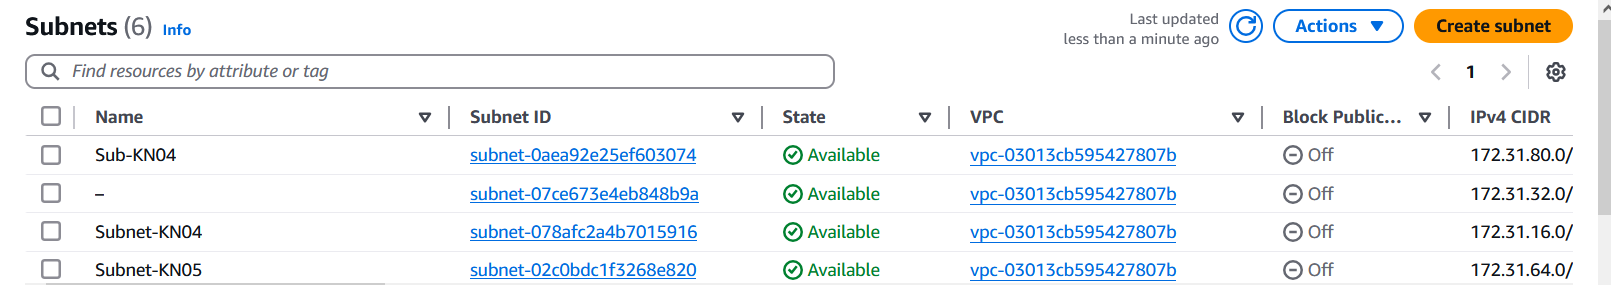 Subnets (6) Info
Last updated
less than a minute ago
Actions
Create subnet
Find resources by attribute or tag
1
Name Subnet ID State VPC Block Public... IPv4 CIDR
Sub-KN04 subnet-0aea92e25ef603074 Available vpc-03013cb595427807b Off 172.31.80.0/
– subnet-07ce673e4eb848b9a Available vpc-03013cb595427807b Off 172.31.32.0/
Subnet-KN04 subnet-078afc2a4b7015916 Available vpc-03013cb595427807b Off 172.31.16.0/
Subnet-KN05 subnet-02c0bdc1f3268e820 Available vpc-03013cb595427807b Off 172.31.64.0/